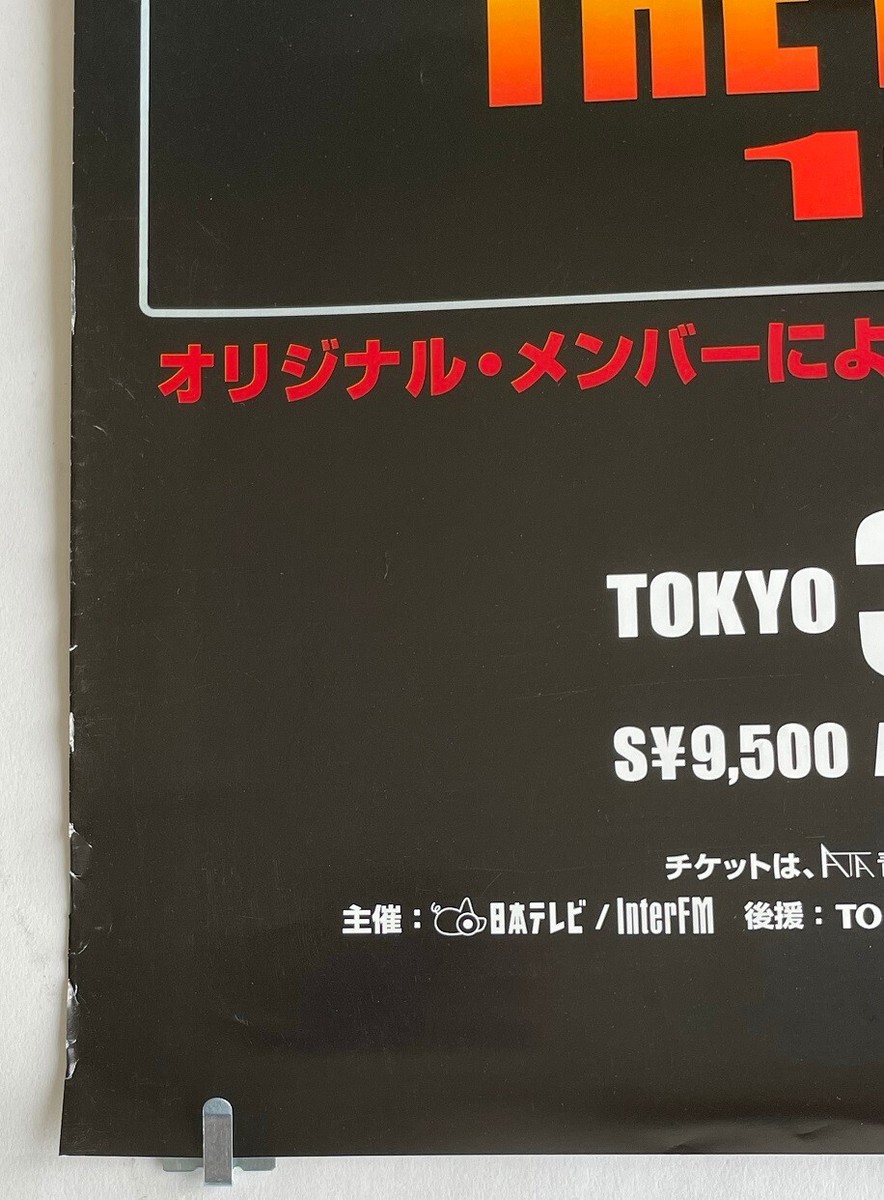 THE
1
オリジナル・メンバーによ
TOKYO 3
S¥9,500 A
チケットは、
主催：日本テレビ / InterFM 後援：TO